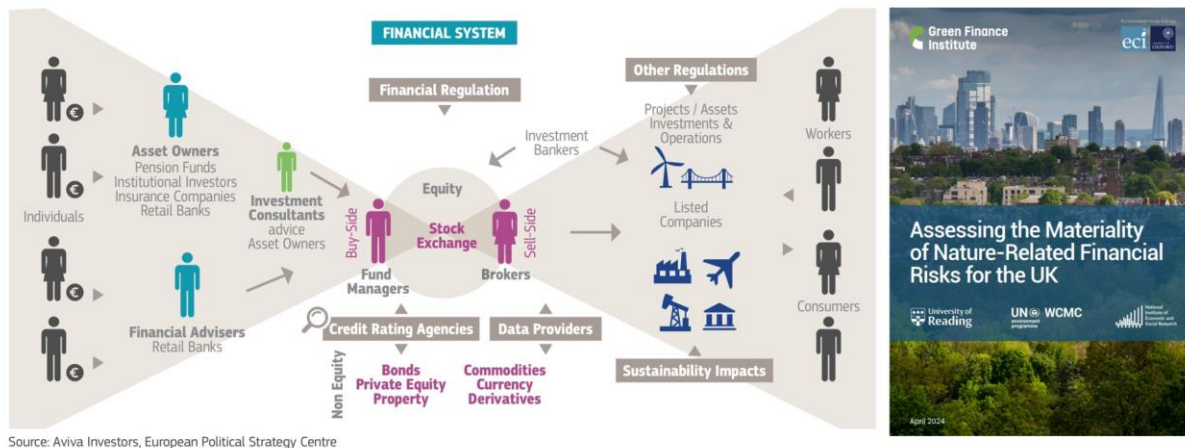 FINANCIAL SYSTEM
Financial Regulation
Other Regulations
Projects / Assets
Investments &
Operations
Investment
Bankers
Individuals
Asset Owners
Pension Funds
Institutional Investors
Insurance Companies
Retail Banks
Investment
Consultants
advice
Asset Owners
Financial Advisers
Retail Banks
Buy-Side
Equity
Stock
Exchange
Sell-Side
Fund
Managers
Brokers
Listed
Companies
Workers
Consumers
Credit Rating Agencies
Data Providers
Sustainability Impacts
Non Equity
Bonds
Private Equity
Property
Commodities
Currency
Derivatives
Source: Aviva Investors, European Political Strategy Centre
Green Finance
Institute
eci
Assessing the Materiality
of Nature-Related Financial
Risks for the UK
University of
Reading
UN WCMC
environment
programme
National
Institute of
Economic and
Social Research
April 2024